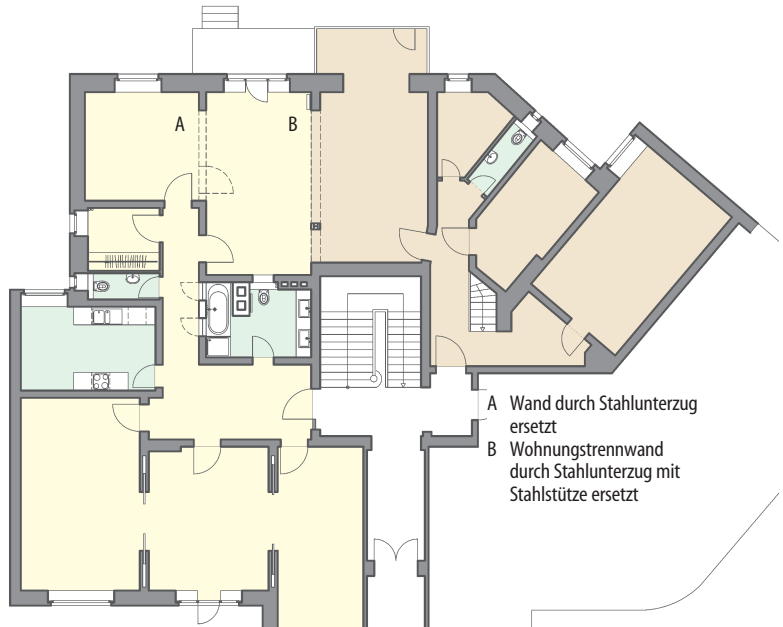 A
B
A Wand durch Stahlunterzug
ersetzt
B Wohnungstrennwand
durch Stahlunterzug mit
Stahlstütze ersetzt